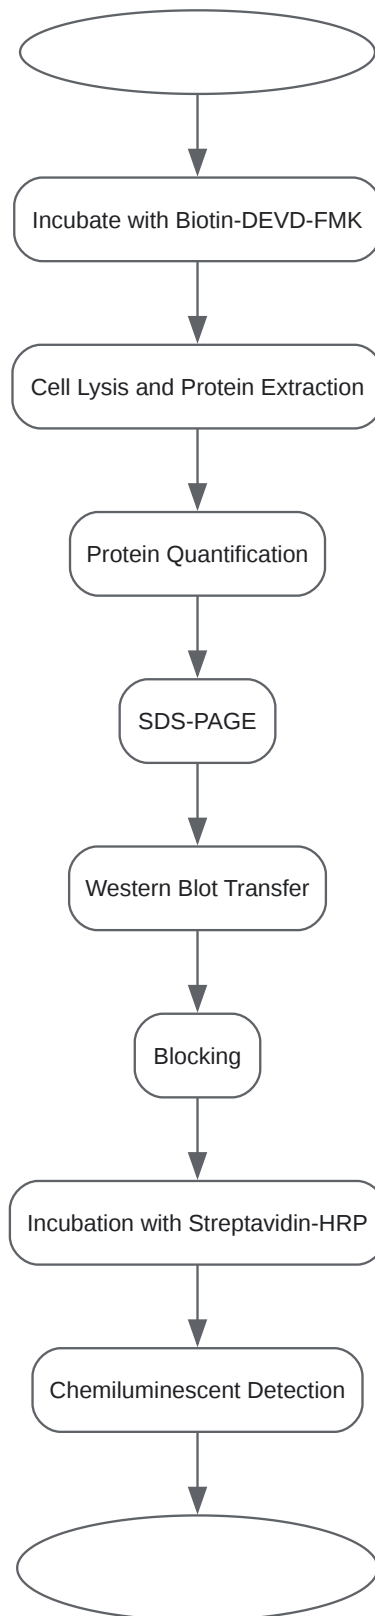 Incubate with Biotin-DEVD-FMK
Cell Lysis and Protein Extraction
Protein Quantification
SDS-PAGE
Western Blot Transfer
Blocking
Incubation with Streptavidin-HRP
Chemiluminescent Detection